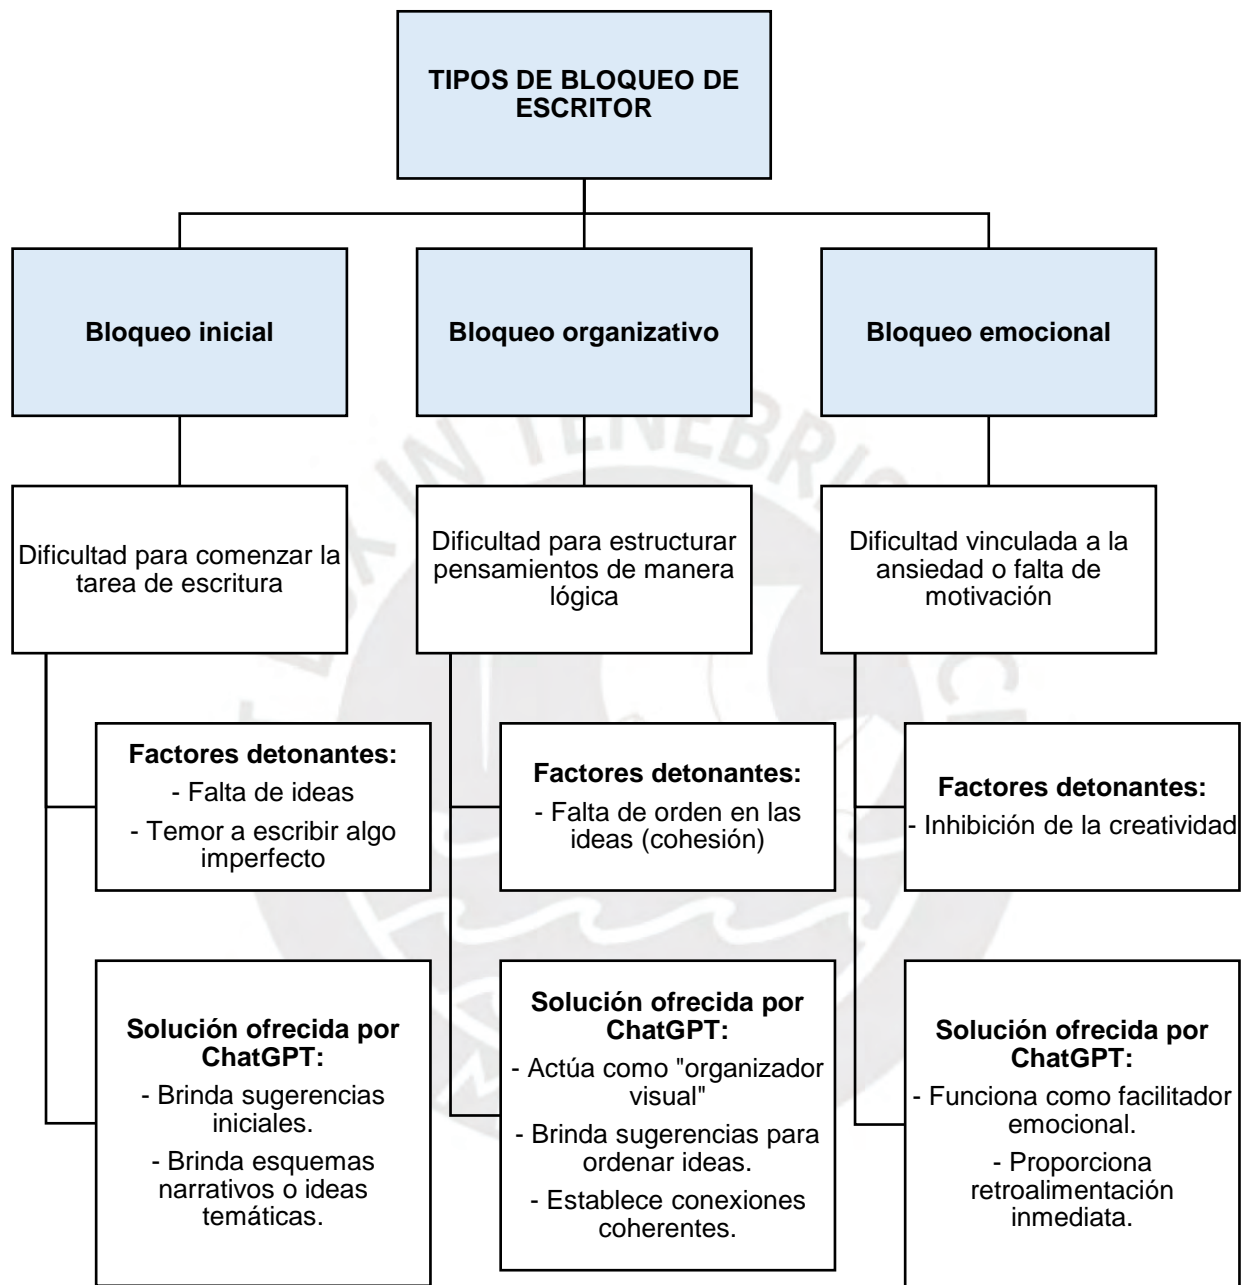 TIPOS DE BLOQUEO DE
ESCRITOR
Bloqueo inicial
Bloqueo organizativo
Bloqueo emocional
Dificultad para comenzar la
tarea de escritura
Dificultad para estructurar
pensamientos de manera
lógica
Dificultad vinculada a la
ansiedad o falta de
motivación
Factores detonantes:
- Falta de ideas
- Temor a escribir algo
imperfecto
Factores detonantes:
- Falta de orden en las
ideas (cohesión)
Factores detonantes:
- Inhibición de la creatividad
Solución ofrecida por
ChatGPT:
- Brinda sugerencias
iniciales.
- Brinda esquemas
narrativos o ideas
temáticas.
Solución ofrecida por
ChatGPT:
- Actúa como "organizador
visual"
- Brinda sugerencias para
ordenar ideas.
- Establece conexiones
coherentes.
Solución ofrecida por
ChatGPT:
- Funciona como facilitador
emocional.
- Proporciona
retroalimentación
inmediata.
IN TENEBRIS